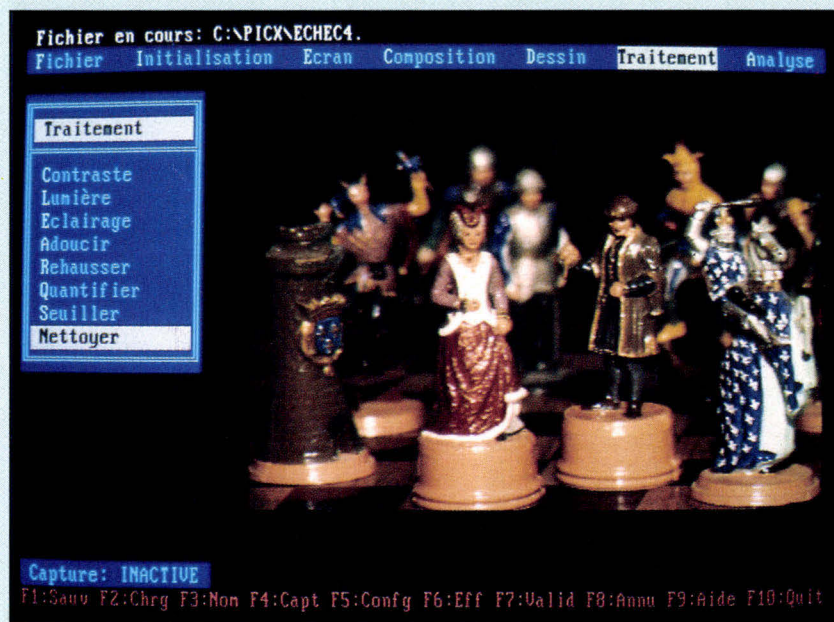 Fichier en cours: C:\PICX\ECHEC4.
Fichier Initialisation Ecran Composition Dessin Traitement Analyse
Traitement
Contraste
Lumière
Eclairage
Adoucir
Rehausser
Quantifier
Seuiller
Nettoyer
Capture: INACTIVE
F1:Sauv F2:Chrg F3:Nom F4:Capt F5:Confg F6:Eff F7:Valid F8:Annu F9:Aide F10:Quit